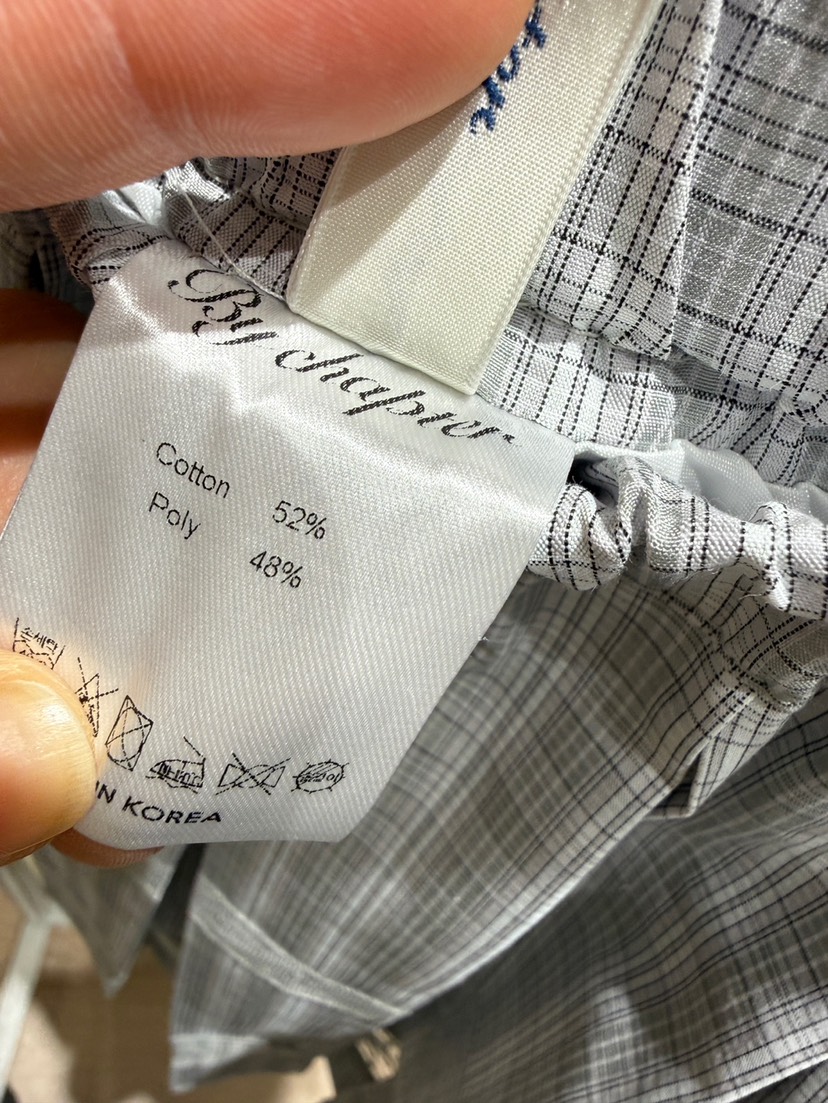 By chapter
Cotton 52%
Poly 48%
IN KOREA